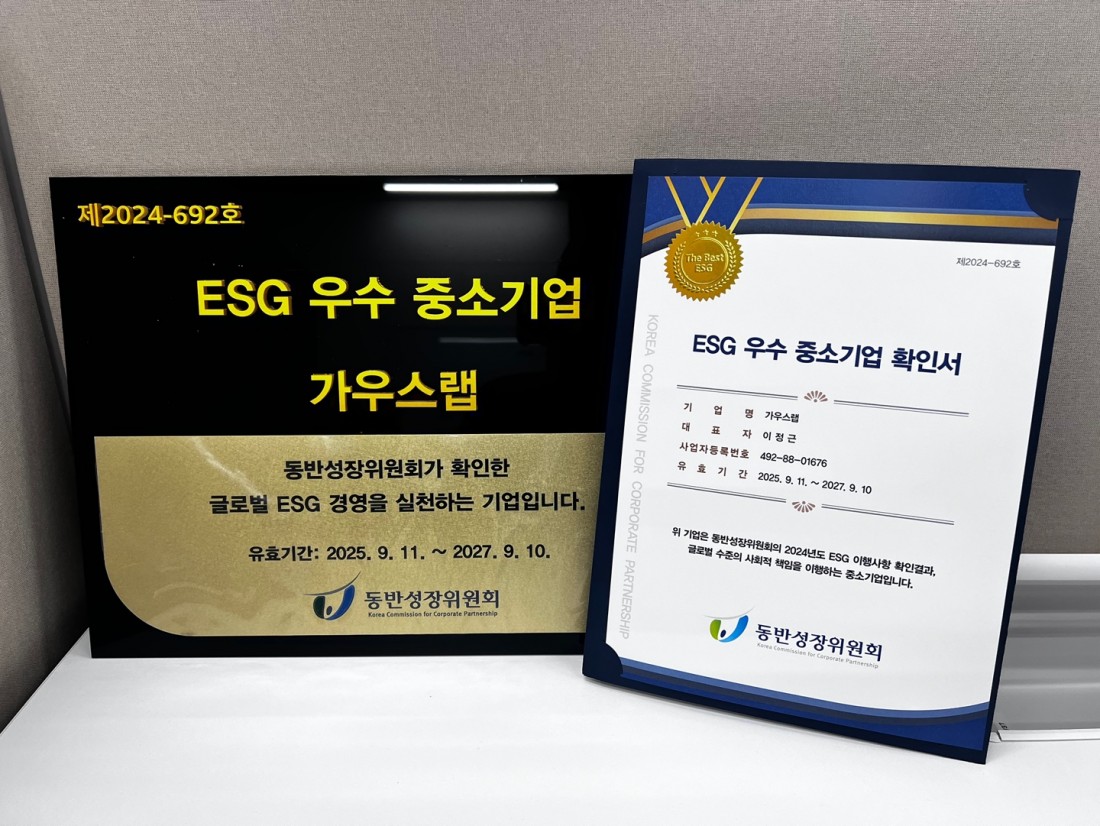 제2024-692호
ESG 우수 중소기업
가우스랩
동반성장위원회가 확인한
글로벌 ESG 경영을 실천하는 기업입니다.
유효기간: 2025. 9. 11. ~ 2027. 9. 10.
동반성장위원회
Korea Commission for Corporate Partnership
The Best
ESG
제2024-692호
KOREA COMMISSION FOR CORPORATE PARTNERSHIP
ESG 우수 중소기업 확인서
기 업 명 가우스랩
대 표 자 이정근
사업자등록번호 492-88-01676
유 효 기 간 2025. 9. 11. ~ 2027. 9. 10
위 기업은 동반성장위원회의 2024년도 ESG 이행사항 확인결과,
글로벌 수준의 사회적 책임을 이행하는 중소기업입니다.
동반성장위원회
Korea Commission for Corporate Partnership